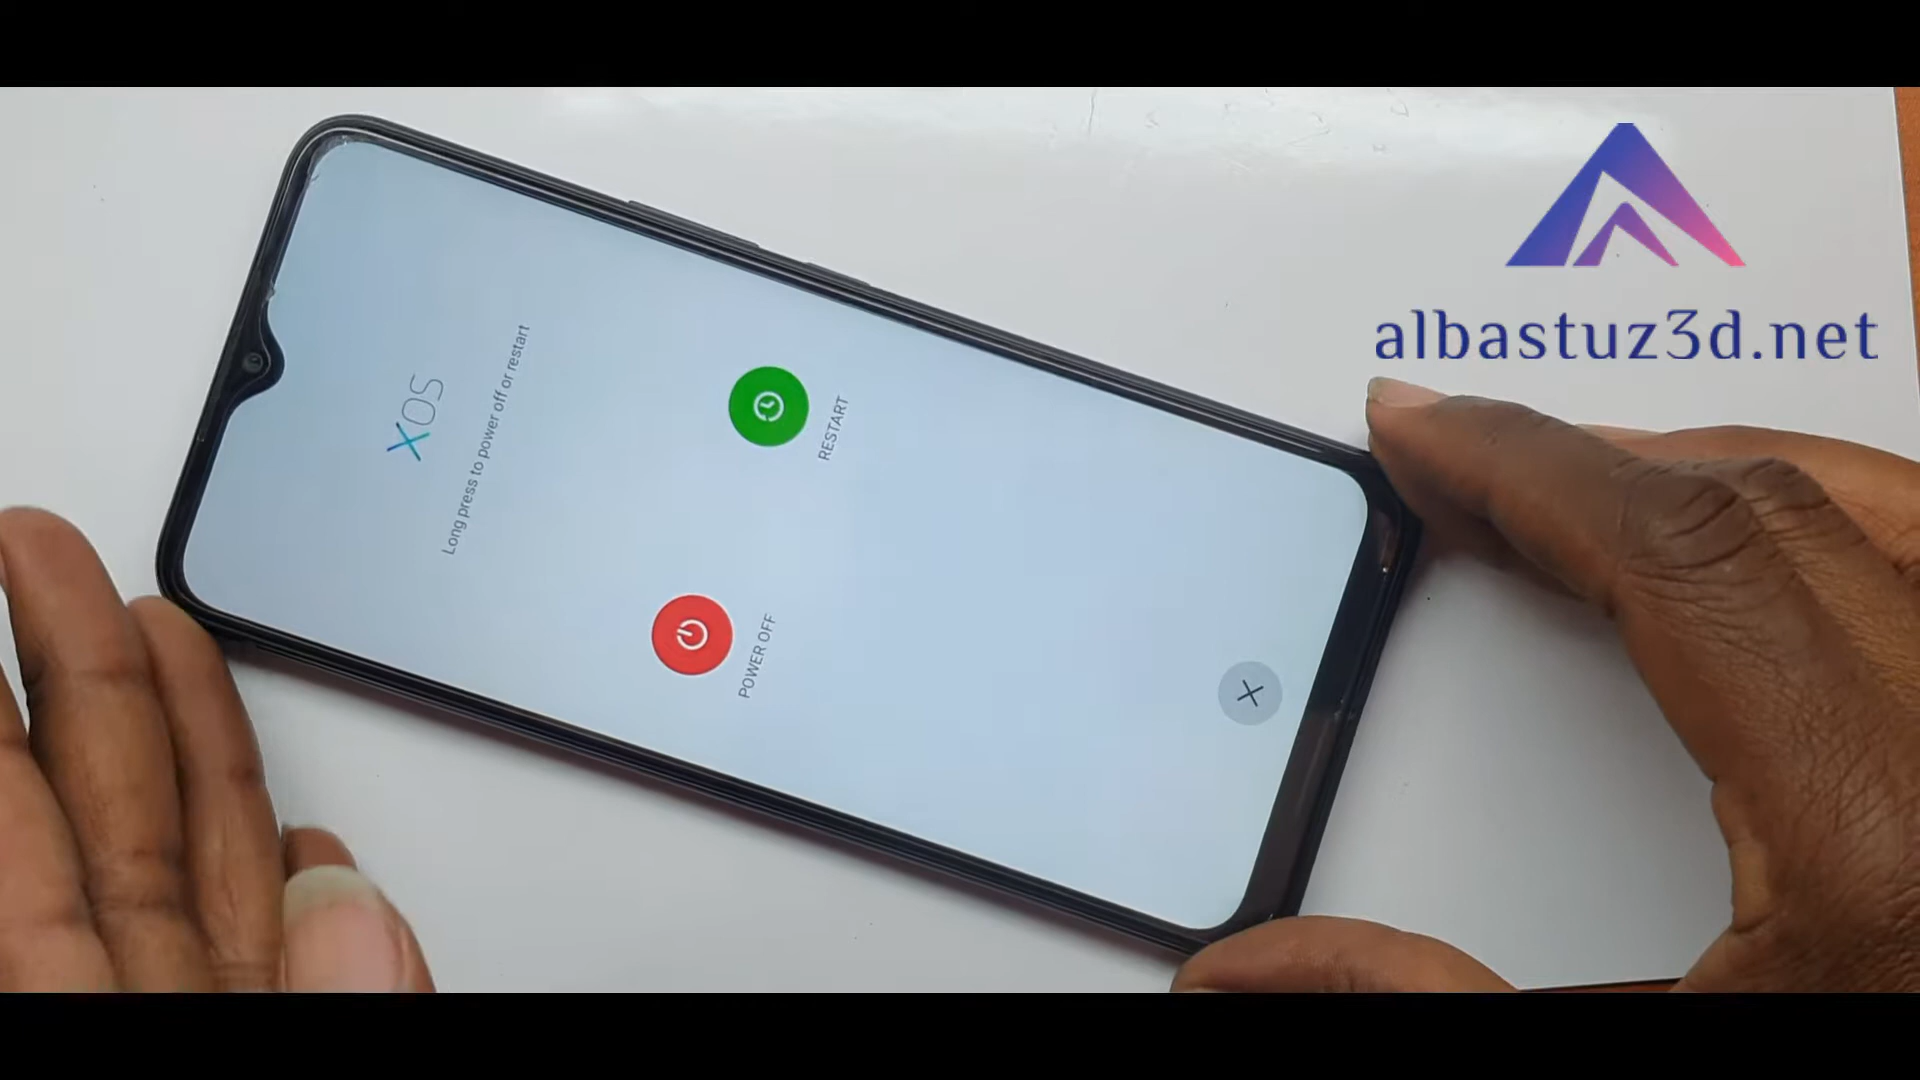 albastuz3d.net
XOS
Long press to power off or restart
RESTART
POWER OFF